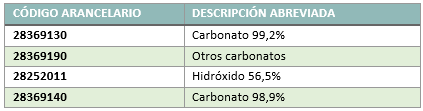 CÓDIGO ARANCELARIO DESCRIPCIÓN ABREVIADA
28369130 Carbonato 99,2%
28369190 Otros carbonatos
28252011 Hidróxido 56,5%
28369140 Carbonato 98,9%